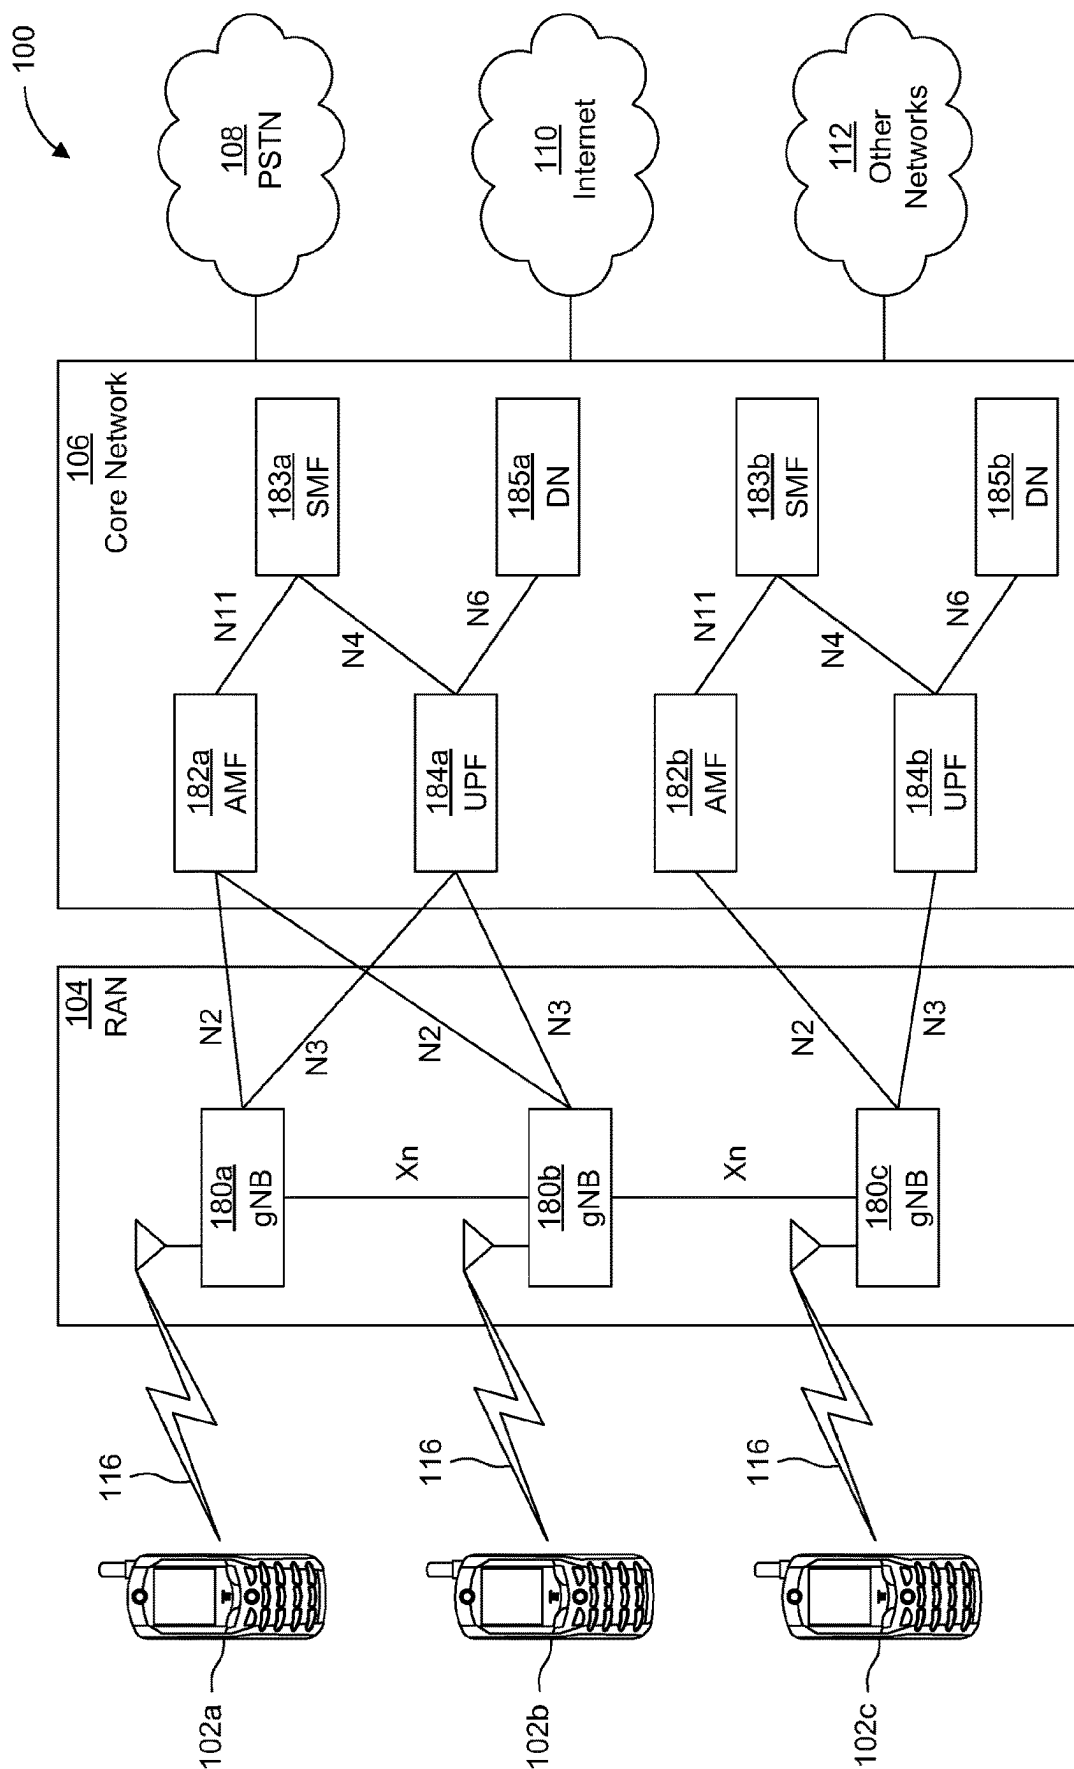 100
108
PSTN
110
Internet
112
Other
Networks
106
Core Network
183a
SMF
185a
DN
183b
SMF
185b
DN
N11
N4
N6
N11
N4
N6
182a
AMF
184a
UPF
182b
AMF
184b
UPF
104
RAN
N2
N3
N2
N3
N2
N3
180a
gNB
Xn
180b
gNB
Xn
180c
gNB
116
116
116
102a
102b
102c